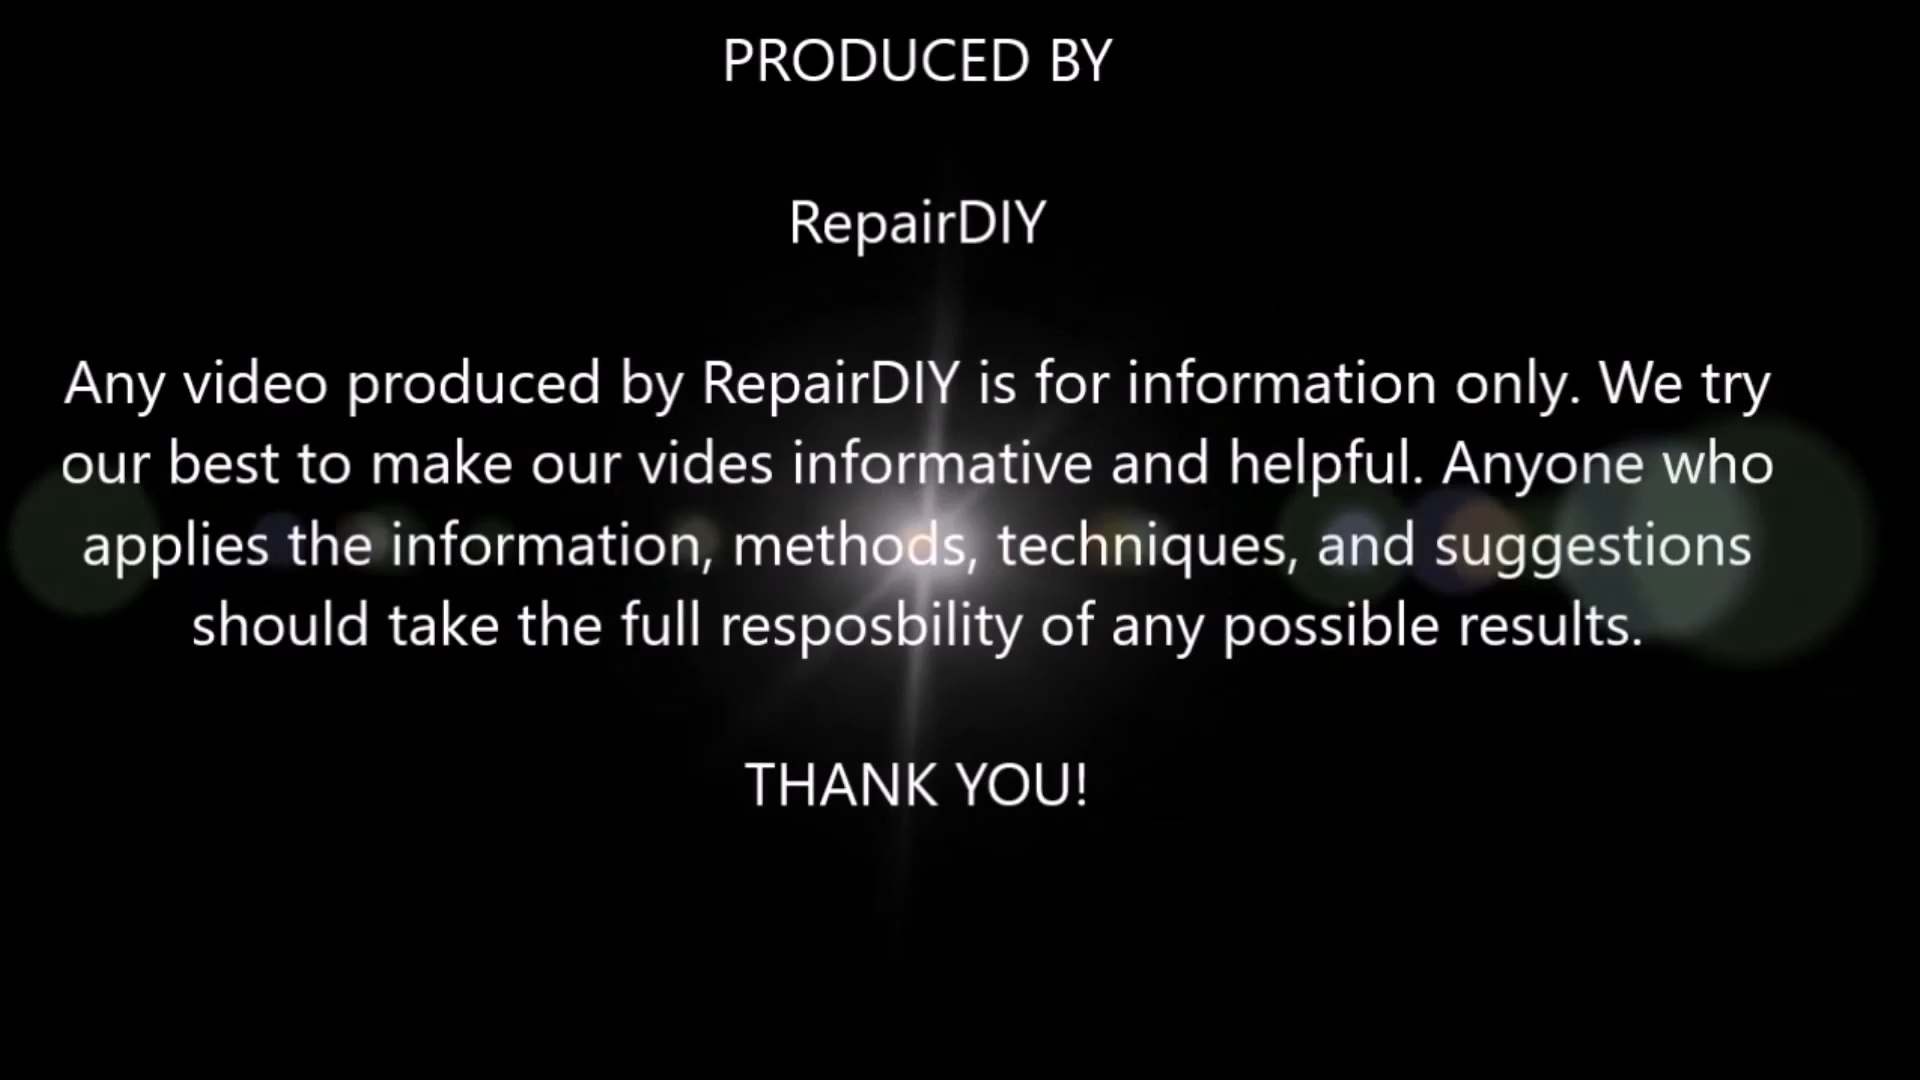 PRODUCED BY
RepairDIY
Any video produced by RepairDIY is for information only. We try
our best to make our vides informative and helpful. Anyone who
applies the information, methods, techniques, and suggestions
should take the full resposbility of any possible results.
THANK YOU!